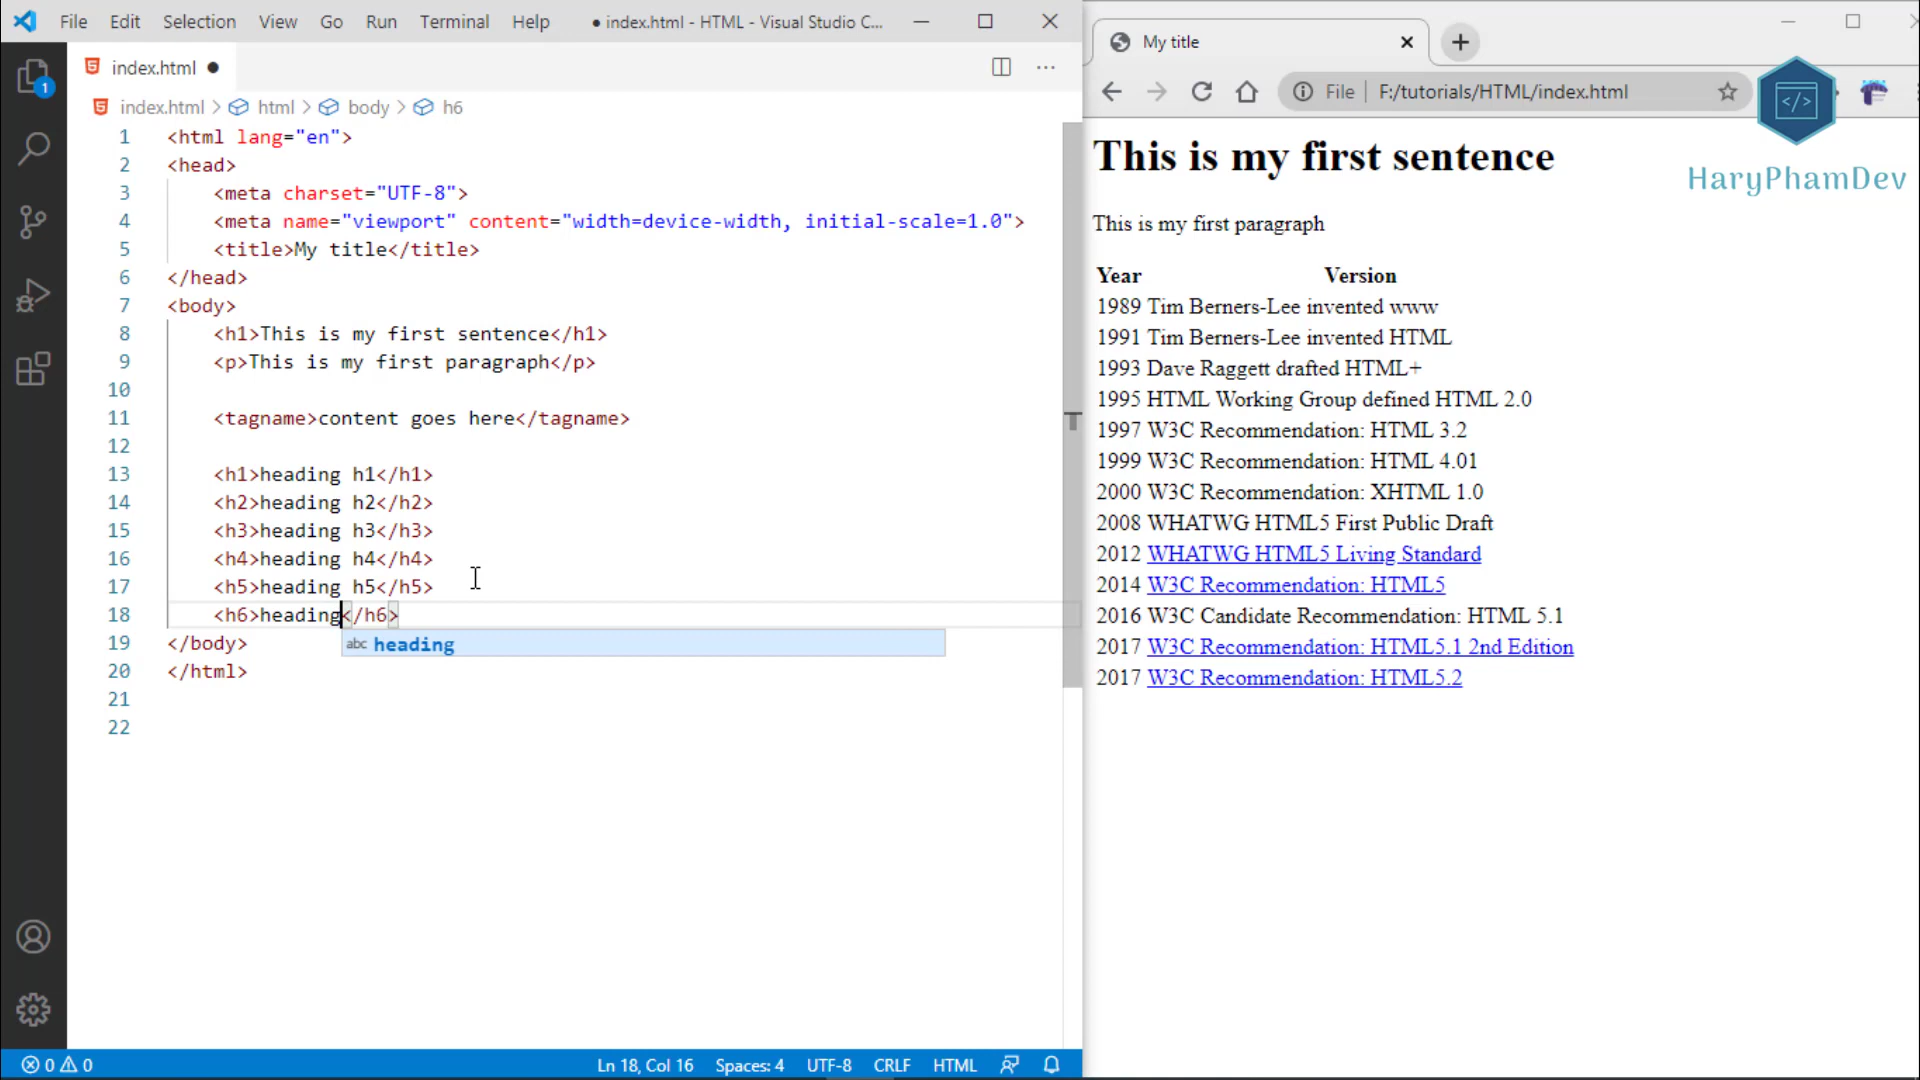 File Edit Selection View Go Run Terminal Help ● index.html - HTML - Visual Studio C...
index.html ●
index.html > html > body > h6
1 <html lang="en">
2 <head>
3 <meta charset="UTF-8">
4 <meta name="viewport" content="width=device-width, initial-scale=1.0">
5 <title>My title</title>
6 </head>
7 <body>
8 <h1>This is my first sentence</h1>
9 <p>This is my first paragraph</p>
10
11 <tagname>content goes here</tagname>
12
13 <h1>heading h1</h1>
14 <h2>heading h2</h2>
15 <h3>heading h3</h3>
16 <h4>heading h4</h4>
17 <h5>heading h5</h5>
18 <h6>heading</h6>
abc heading
19 </body>
20 </html>
21
22
1
0 0 Ln 18, Col 16 Spaces: 4 UTF-8 CRLF HTML
My title
File | F:/tutorials/HTML/index.html
</>
HaryPhamDev
This is my first sentence
This is my first paragraph
Year Version
1989 Tim Berners-Lee invented www
1991 Tim Berners-Lee invented HTML
1993 Dave Raggett drafted HTML+
1995 HTML Working Group defined HTML 2.0
1997 W3C Recommendation: HTML 3.2
1999 W3C Recommendation: HTML 4.01
2000 W3C Recommendation: XHTML 1.0
2008 WHATWG HTML5 First Public Draft
2012 WHATWG HTML5 Living Standard
2014 W3C Recommendation: HTML5
2016 W3C Candidate Recommendation: HTML 5.1
2017 W3C Recommendation: HTML5.1 2nd Edition
2017 W3C Recommendation: HTML5.2